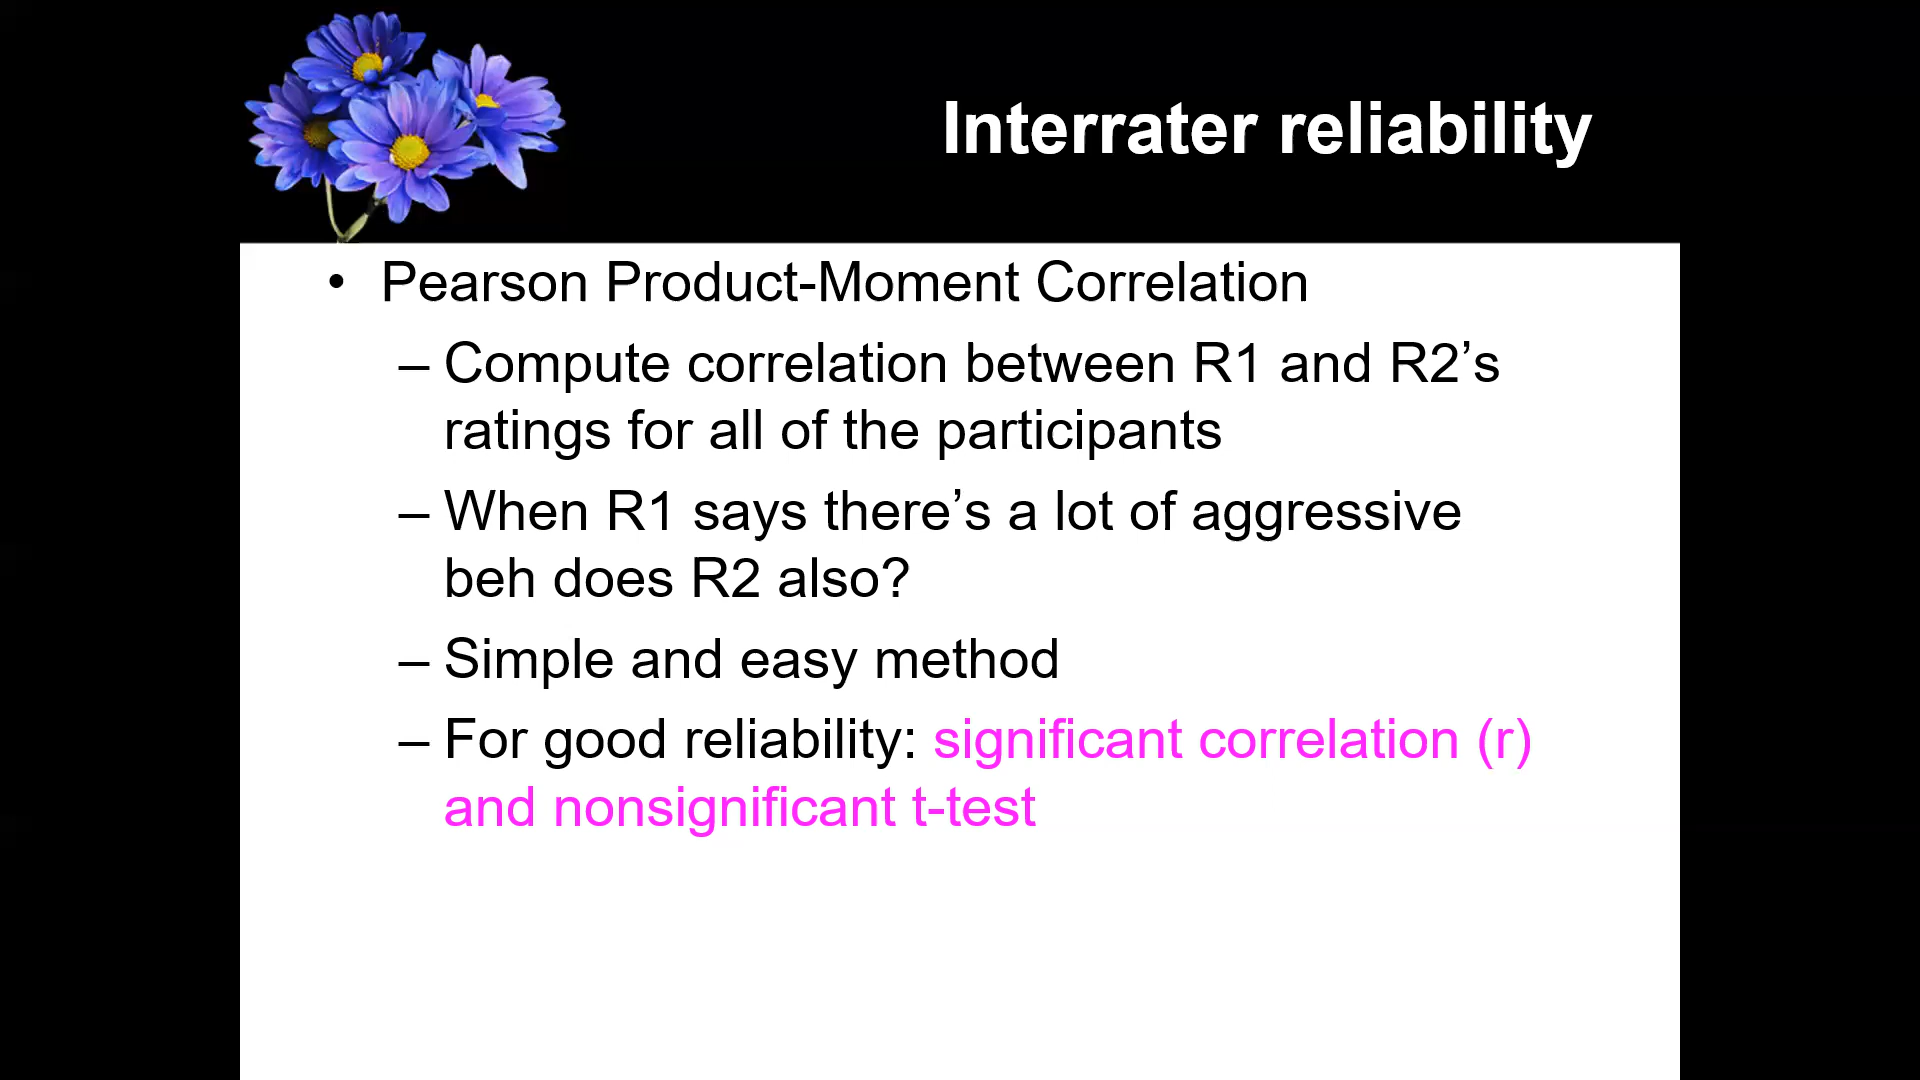 Interrater reliability
• Pearson Product-Moment Correlation
– Compute correlation between R1 and R2’s
ratings for all of the participants
– When R1 says there’s a lot of aggressive
beh does R2 also?
– Simple and easy method
– For good reliability: significant correlation (r)
and nonsignificant t-test